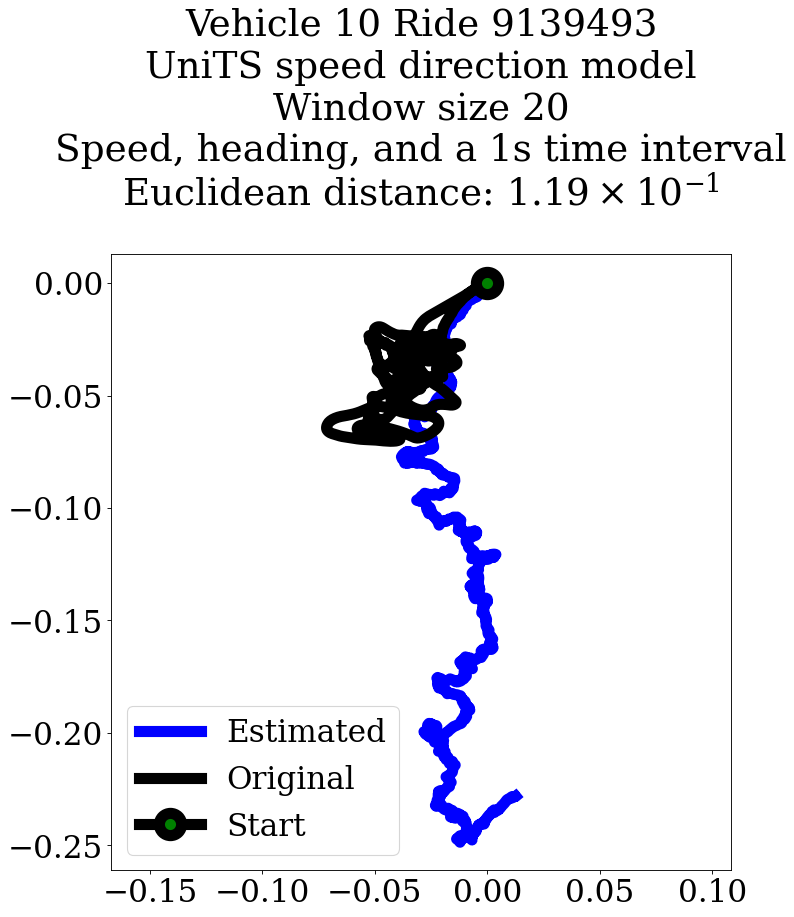 Vehicle 10 Ride 9139493
UniTS speed direction model
Window size 20
Speed, heading, and a 1s time interval
Euclidean distance: 1.19 × 10⁻¹
0.00
−0.05
−0.10
−0.15
−0.20
−0.25
Estimated
Original
Start
−0.15 −0.10 −0.05 0.00 0.05 0.10